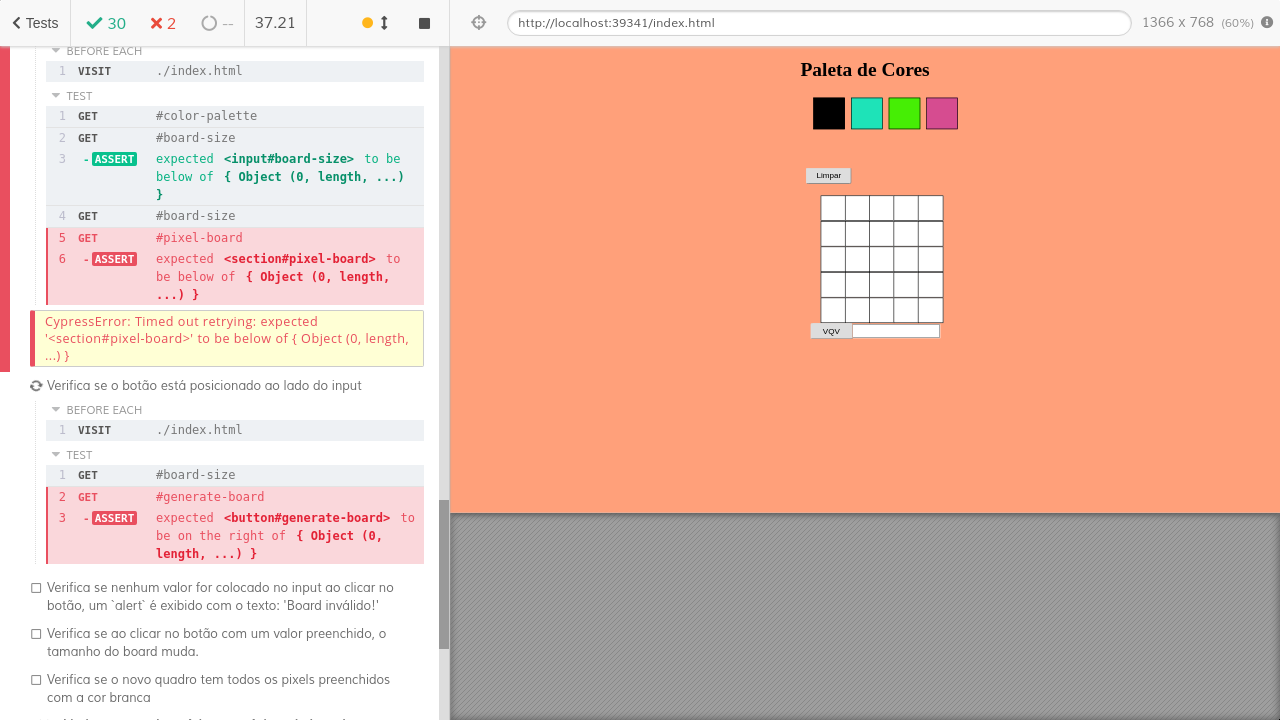 Tests 30 2 -- 37.21
http://localhost:39341/index.html 1366 x 768 (60%)
BEFORE EACH
1 VISIT ./index.html
TEST
1 GET #color-palette
2 GET #board-size
3 -ASSERT expected <input#board-size> to be
below of { Object (0, length, ...)
}
4 GET #board-size
5 GET #pixel-board
6 -ASSERT expected <section#pixel-board> to
be below of { Object (0, length,
...) }
CypressError: Timed out retrying: expected
'<section#pixel-board>' to be below of { Object (0, length,
...) }
Verifica se o botão está posicionado ao lado do input
BEFORE EACH
1 VISIT ./index.html
TEST
1 GET #board-size
2 GET #generate-board
3 -ASSERT expected <button#generate-board> to
be on the right of { Object (0,
length, ...) }
Verifica se nenhum valor for colocado no input ao clicar no
botão, um `alert` é exibido com o texto: 'Board inválido!'
Verifica se ao clicar no botão com um valor preenchido, o
tamanho do board muda.
Verifica se o novo quadro tem todos os pixels preenchidos
com a cor branca
Paleta de Cores
Limpar
VQV